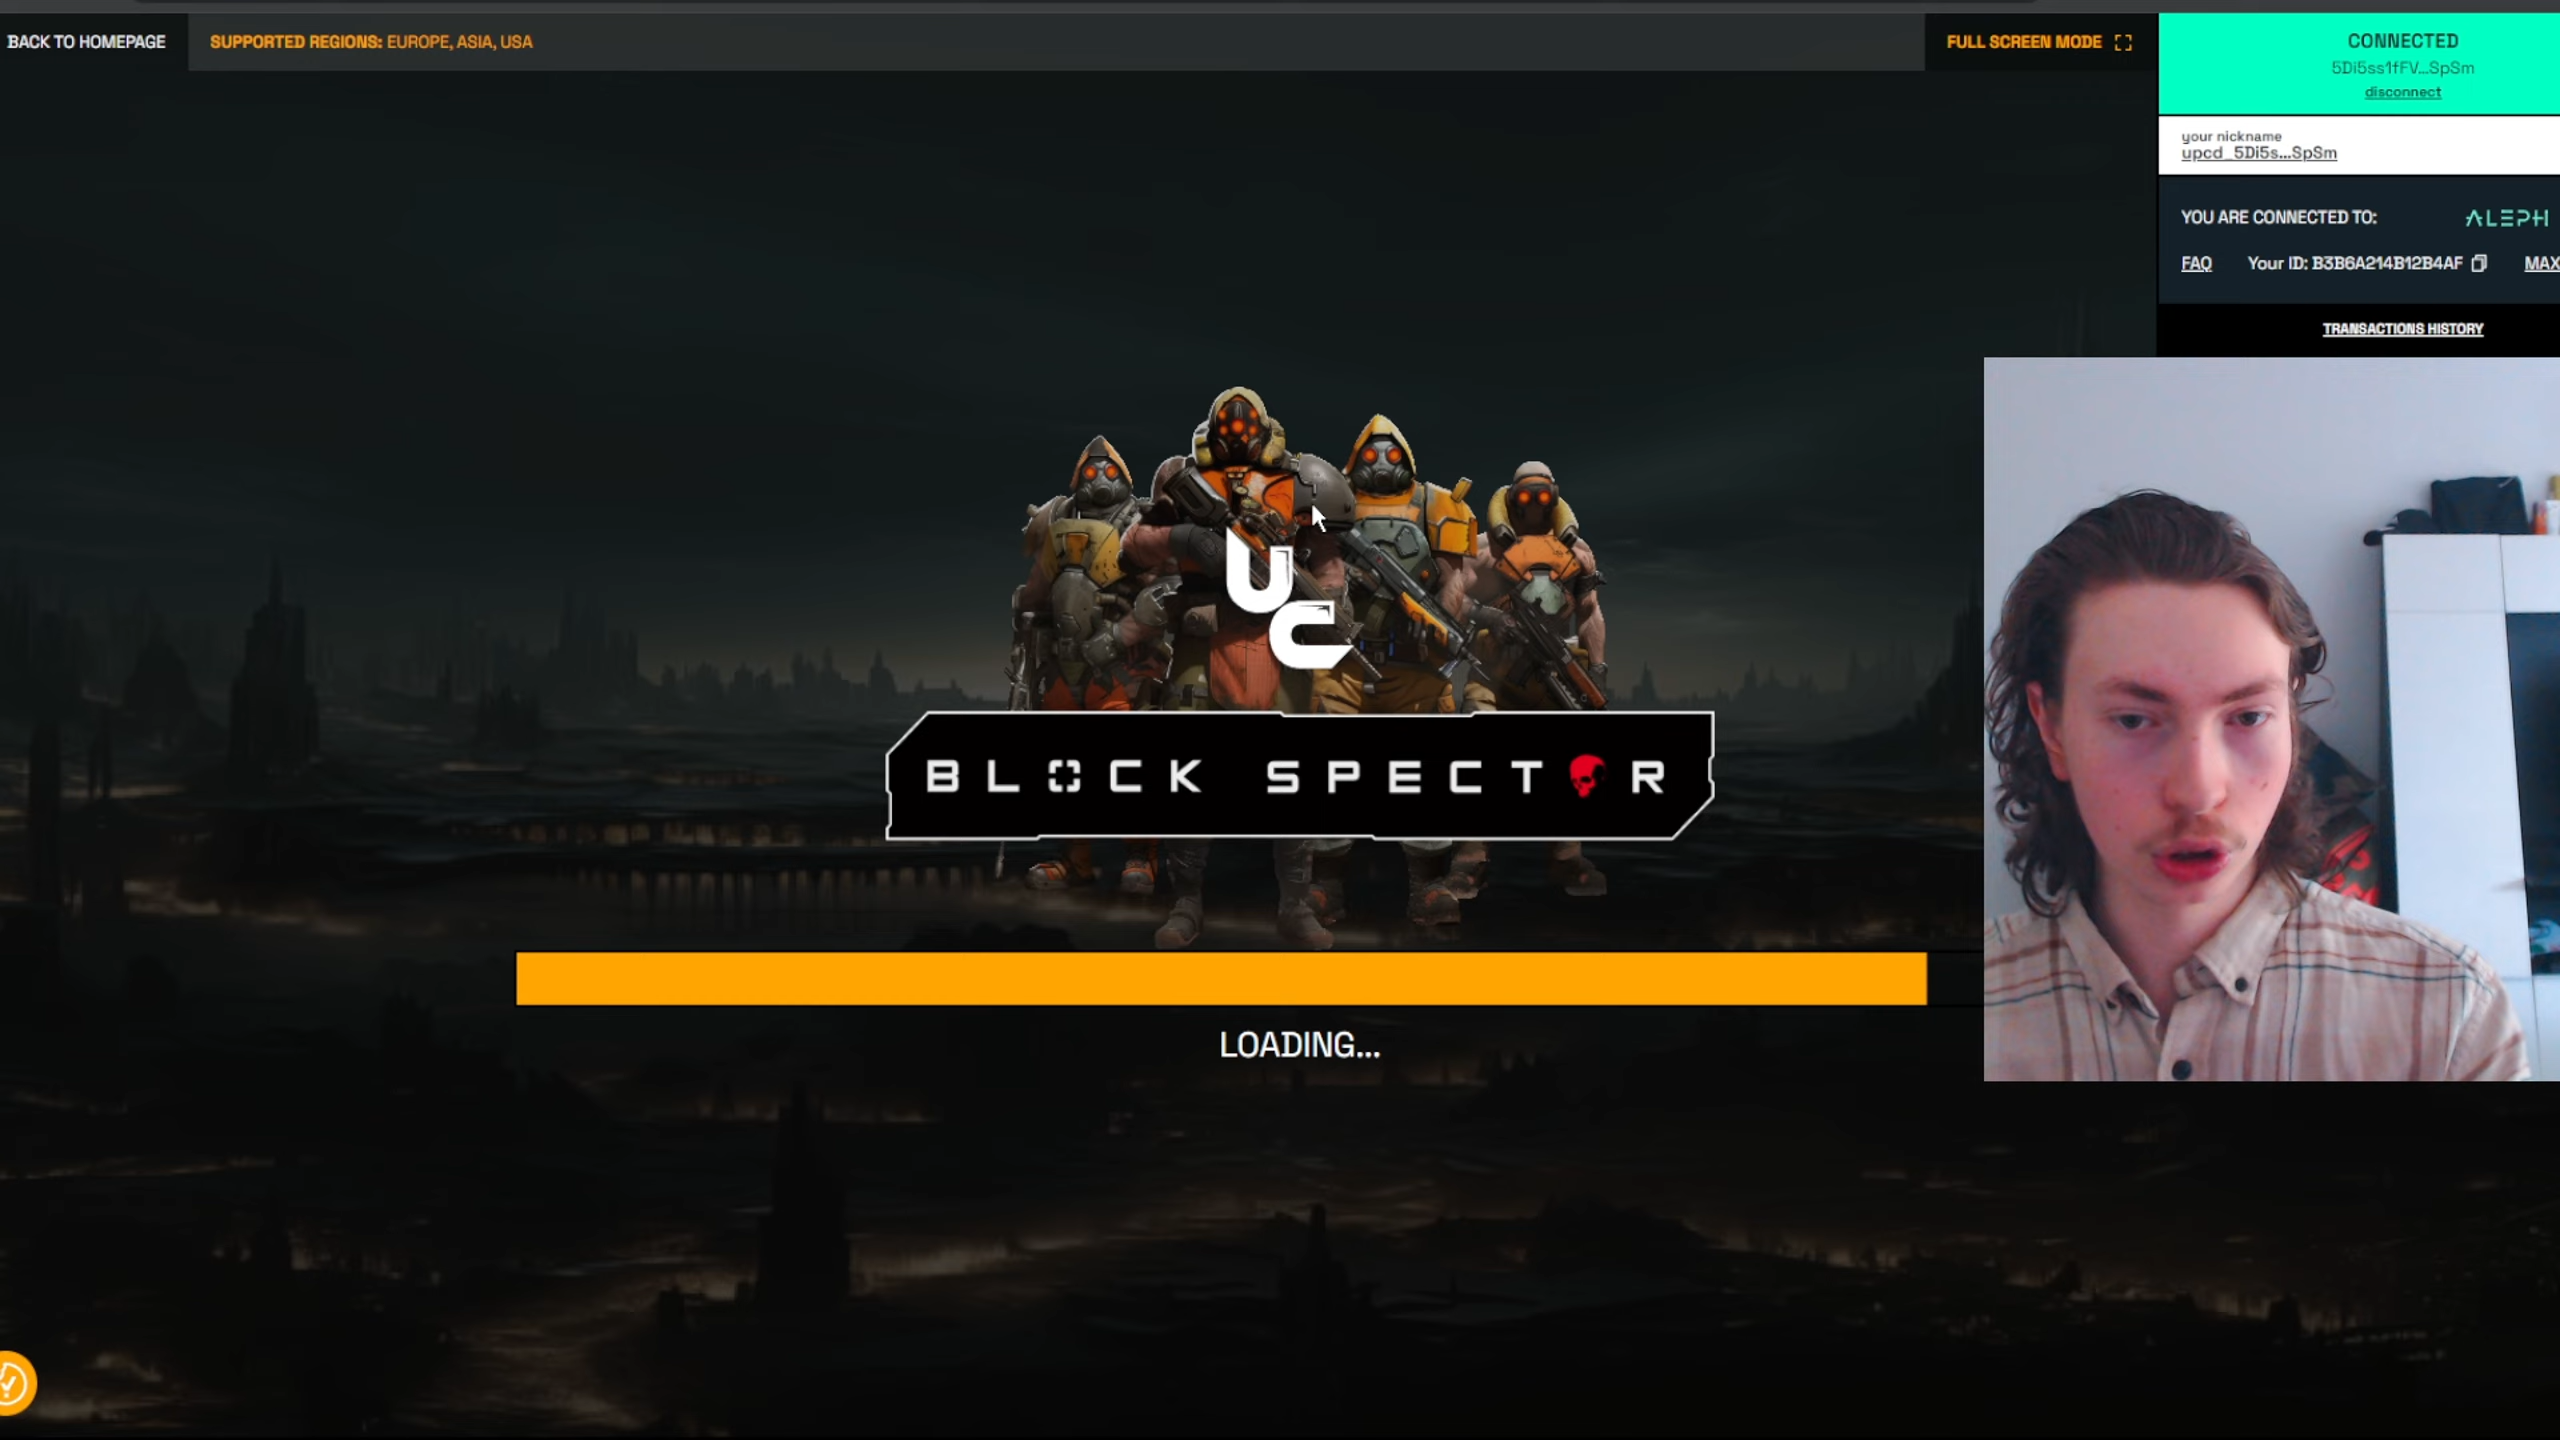 BACK TO HOMEPAGE
SUPPORTED REGIONS: EUROPE, ASIA, USA
FULL SCREEN MODE
CONNECTED
5Di5ss1fFV...SpSm
disconnect
your nickname
upcd_5Di5s...SpSm
YOU ARE CONNECTED TO: ALEPH
FAQ Your ID: B3B6A214B12B4AF MAX
TRANSACTIONS HISTORY
UC
BLOCK SPECTOR
LOADING...